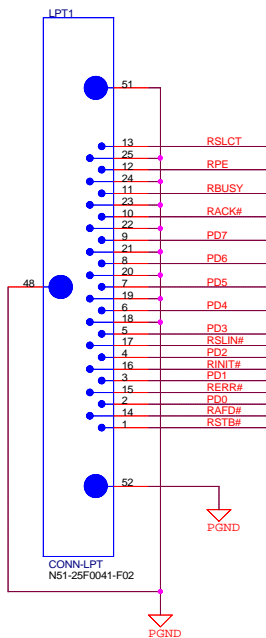 LPT1
51
13 RSLCT
25
12 RPE
24
11 RBUSY
23
10 RACK#
22
9 PD7
21
8 PD6
20
48
7 PD5
19
6 PD4
18
5 PD3
17 RSLIN#
4 PD2
16 RINIT#
3 PD1
15 RERR#
2 PD0
14 RAFD#
1 RSTB#
52
PGND
CONN-LPT
N51-25F0041-F02
PGND